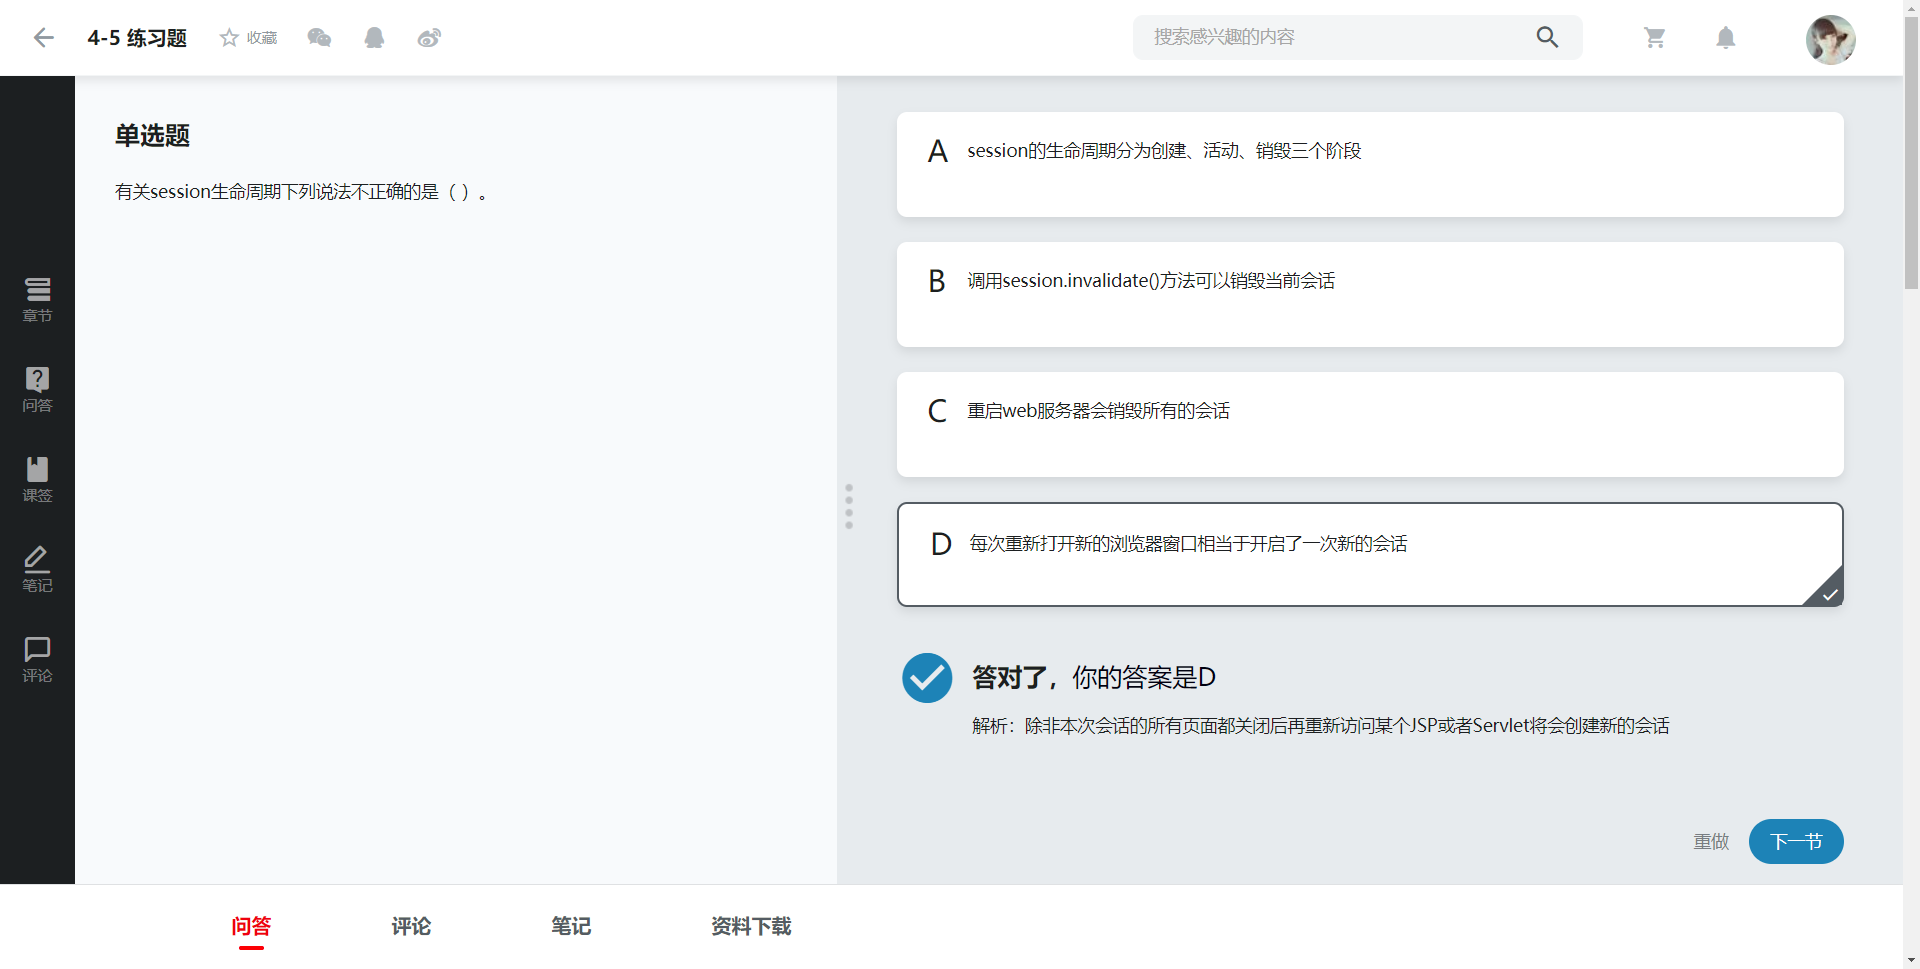 4-5 练习题
收藏
搜索感兴趣的内容
章节
问答
课签
笔记
评论
单选题
有关session生命周期下列说法不正确的是（ ）。
A session的生命周期分为创建、活动、销毁三个阶段
B 调用session.invalidate()方法可以销毁当前会话
C 重启web服务器会销毁所有的会话
D 每次重新打开新的浏览器窗口相当于开启了一次新的会话
答对了，你的答案是D
解析：除非本次会话的所有页面都关闭后再重新访问某个JSP或者Servlet将会创建新的会话
重做
下一节
问答
评论
笔记
资料下载